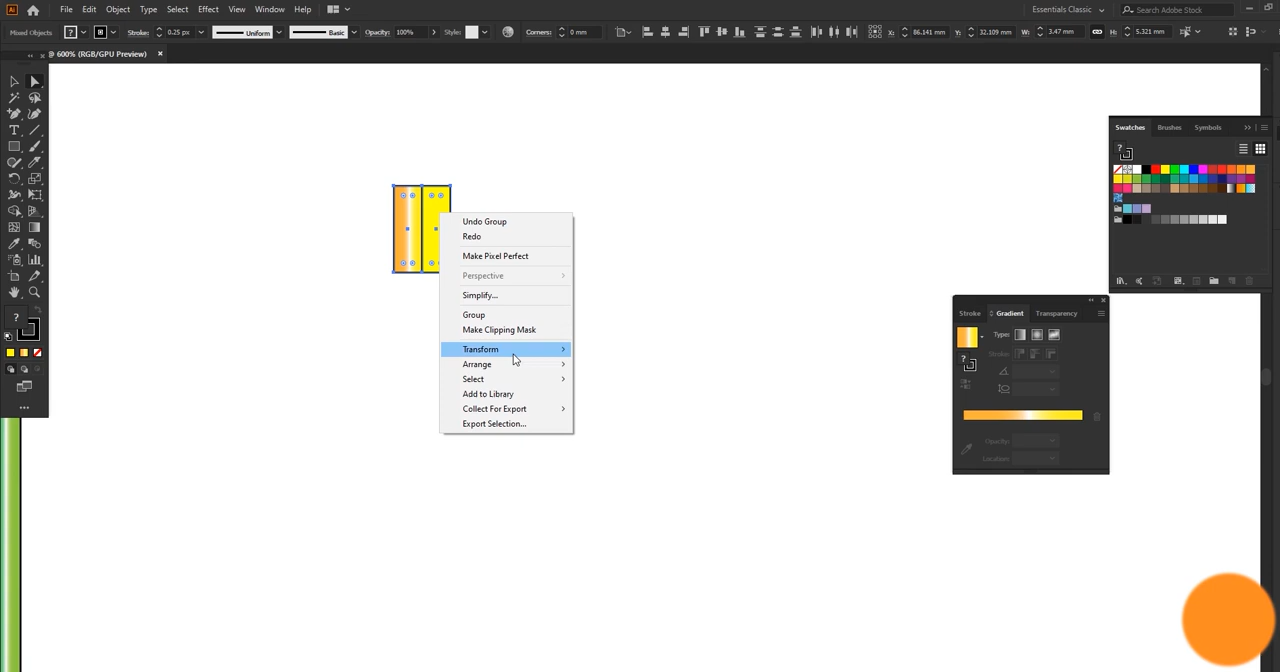 Ai File Edit Object Type Select Effect View Window Help Essentials Classic Search Adobe Stock
Mixed Objects ? Stroke: 0.25 px Uniform Basic Opacity: 100% Style: Corners: 0 mm X: 86.141 mm Y: 32.109 mm W: 3.47 mm H: 5.321 mm
@ 600% (RGB/GPU Preview) ×
Swatches Brushes Symbols
?
Undo Group
Redo
Make Pixel Perfect
Perspective
Simplify...
Group
Make Clipping Mask
Transform
Arrange
Select
Add to Library
Collect For Export
Export Selection...
Stroke Gradient Transparency
Type:
? Stroke:
Opacity:
Location:
T
?